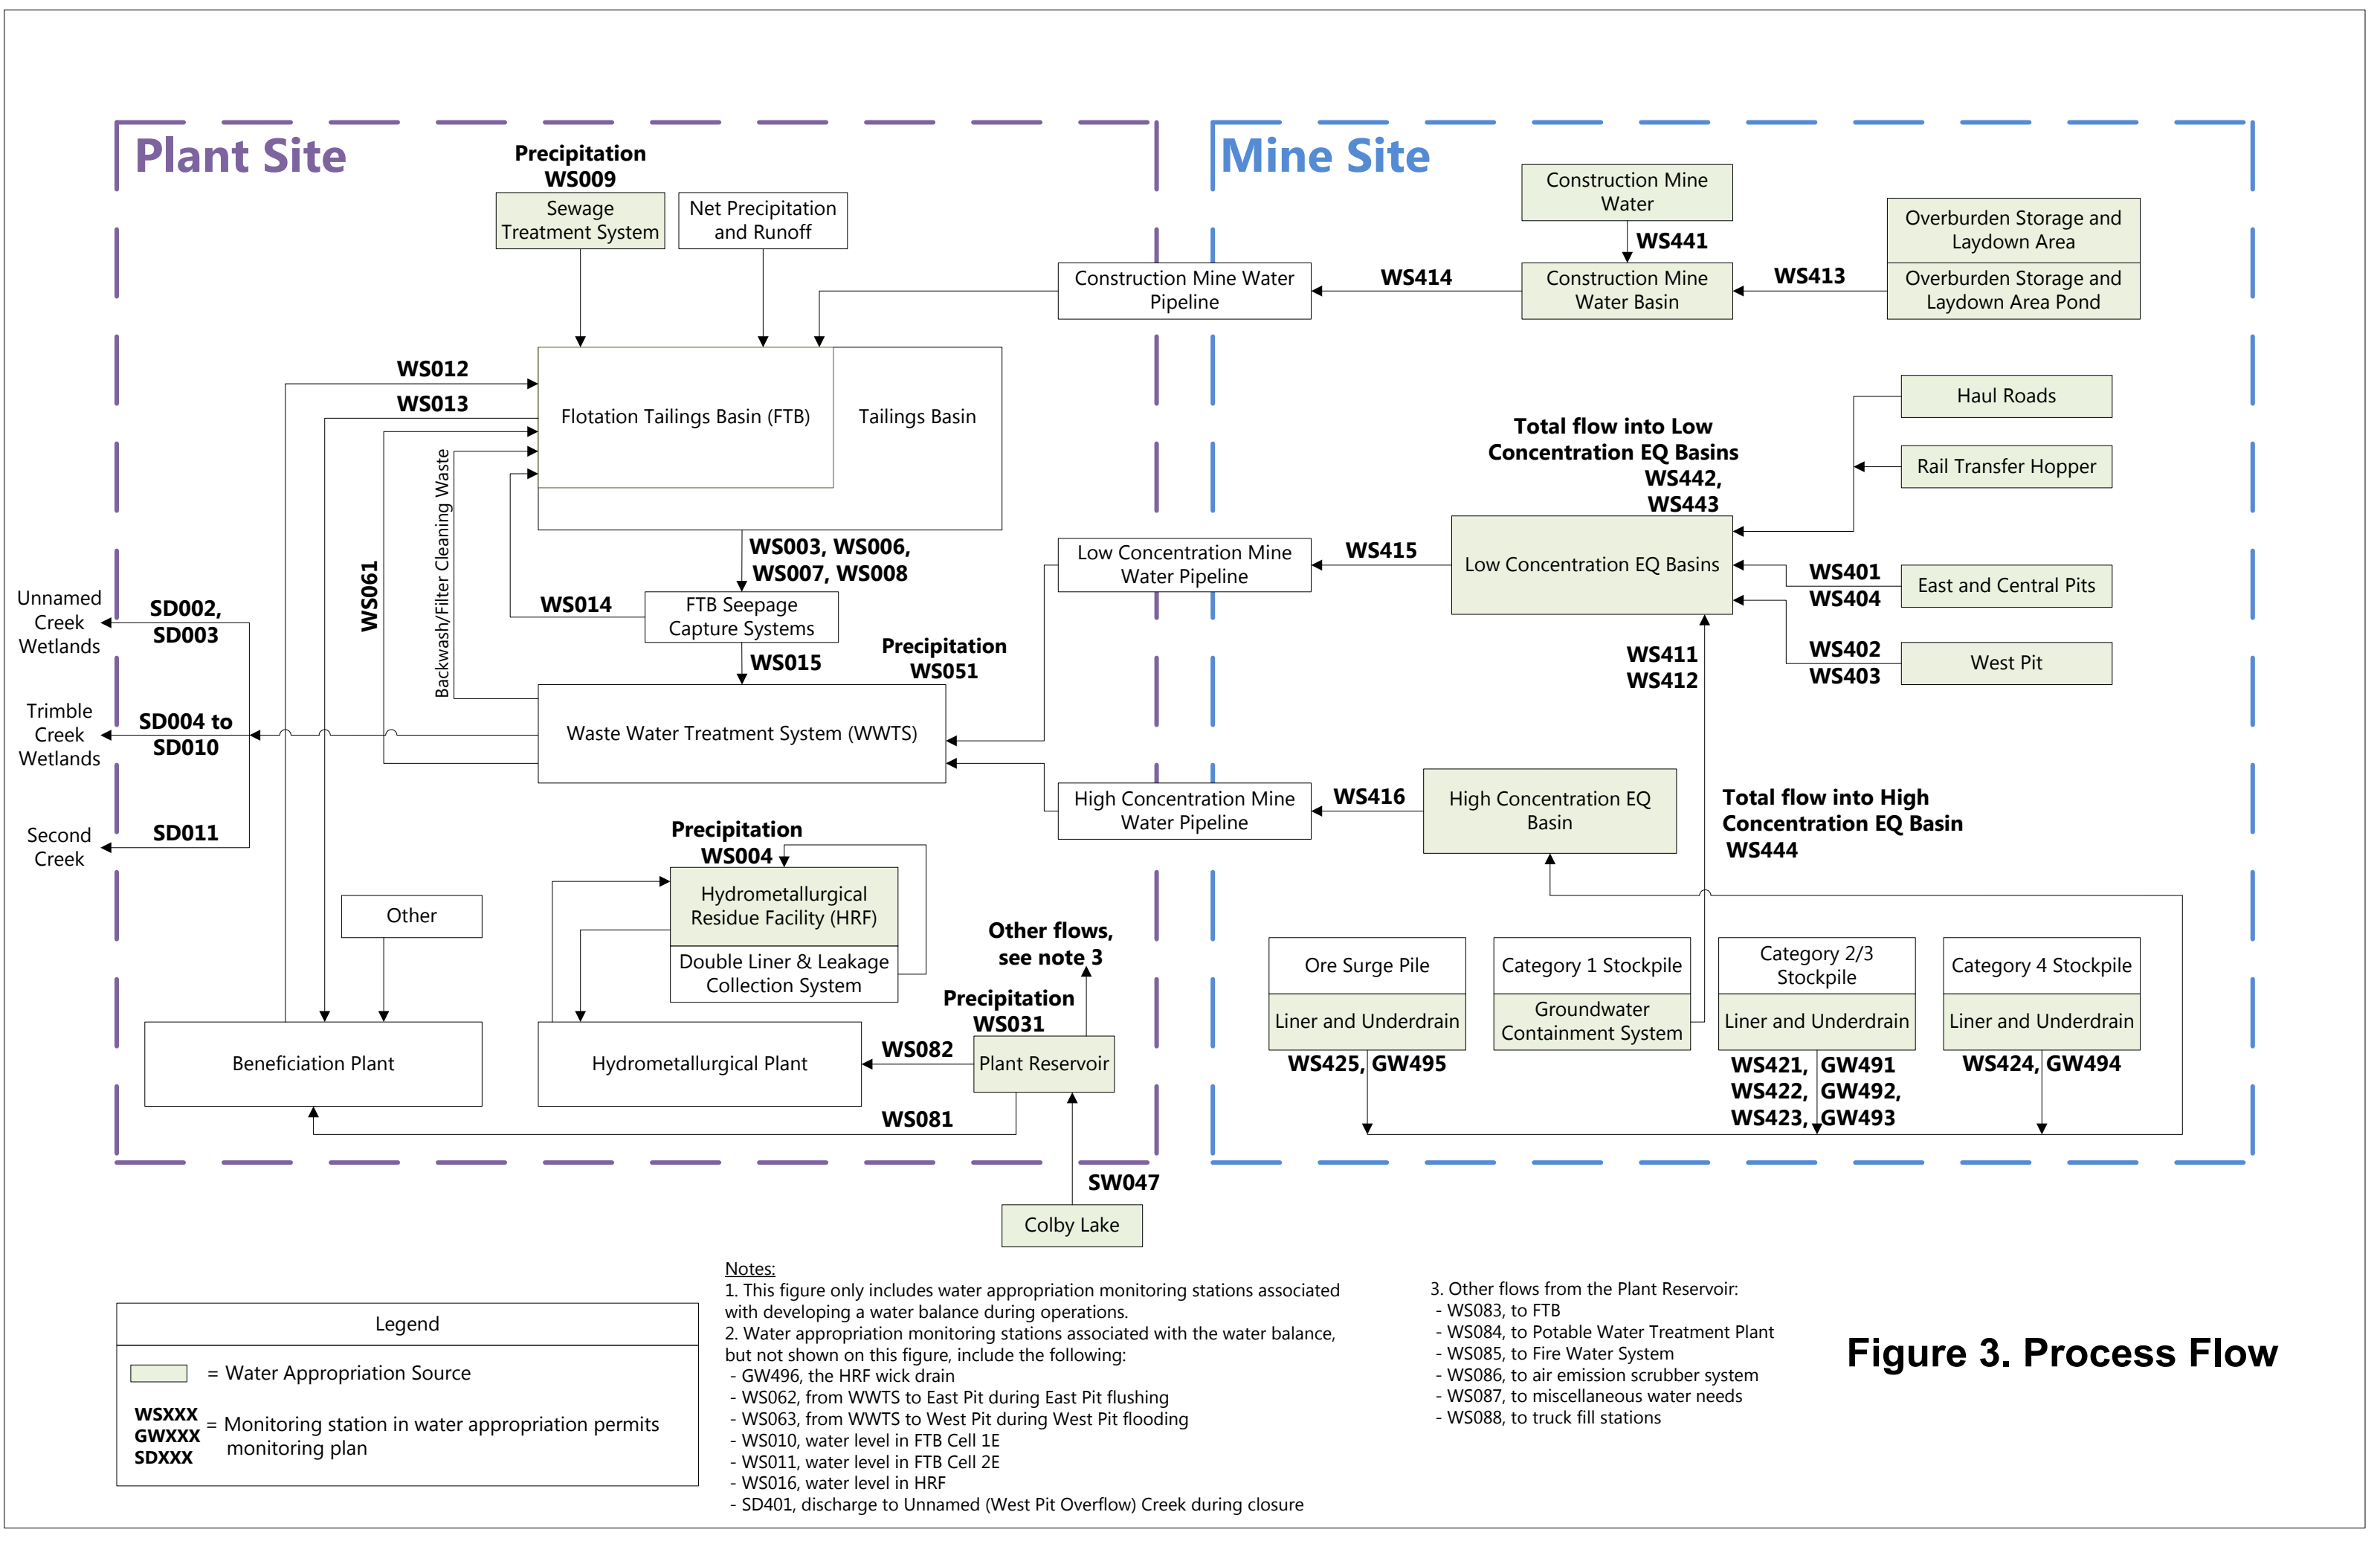 Plant Site
Mine Site
Precipitation
WS009
Sewage
Treatment System
Net Precipitation
and Runoff
Construction Mine
Water
WS441
Overburden Storage and
Laydown Area
Construction Mine Water
Pipeline
WS414
Construction Mine
Water Basin
WS413
Overburden Storage and
Laydown Area Pond
WS012
WS013
Flotation Tailings Basin (FTB)
Tailings Basin
Haul Roads
Total flow into Low
Concentration EQ Basins
WS442,
WS443
Rail Transfer Hopper
Backwash/Filter Cleaning Waste
WS061
WS003, WS006,
WS007, WS008
Low Concentration Mine
Water Pipeline
WS415
Low Concentration EQ Basins
WS401
WS404
East and Central Pits
Unnamed
Creek
Wetlands
SD002,
SD003
WS014
FTB Seepage
Capture Systems
WS015
Precipitation
WS051
WS411
WS412
WS402
WS403
West Pit
Trimble
Creek
Wetlands
SD004 to
SD010
Waste Water Treatment System (WWTS)
High Concentration Mine
Water Pipeline
WS416
High Concentration EQ
Basin
Total flow into High
Concentration EQ Basin
WS444
Second
Creek
SD011
Precipitation
WS004
Hydrometallurgical
Residue Facility (HRF)
Double Liner & Leakage
Collection System
Other
Other flows,
see note 3
Precipitation
WS031
Ore Surge Pile
Liner and Underdrain
WS425, GW495
Category 1 Stockpile
Groundwater
Containment System
Category 2/3
Stockpile
Liner and Underdrain
WS421, GW491
WS422, GW492,
WS423, GW493
Category 4 Stockpile
Liner and Underdrain
WS424, GW494
Beneficiation Plant
Hydrometallurgical Plant
WS082
Plant Reservoir
WS081
SW047
Colby Lake
Legend
= Water Appropriation Source
WSXXX
GWXXX
SDXXX
= Monitoring station in water appropriation permits
monitoring plan
Notes:
1. This figure only includes water appropriation monitoring stations associated
with developing a water balance during operations.
2. Water appropriation monitoring stations associated with the water balance,
but not shown on this figure, include the following:
- GW496, the HRF wick drain
- WS062, from WWTS to East Pit during East Pit flushing
- WS063, from WWTS to West Pit during West Pit flooding
- WS010, water level in FTB Cell 1E
- WS011, water level in FTB Cell 2E
- WS016, water level in HRF
- SD401, discharge to Unnamed (West Pit Overflow) Creek during closure
3. Other flows from the Plant Reservoir:
- WS083, to FTB
- WS084, to Potable Water Treatment Plant
- WS085, to Fire Water System
- WS086, to air emission scrubber system
- WS087, to miscellaneous water needs
- WS088, to truck fill stations
Figure 3. Process Flow